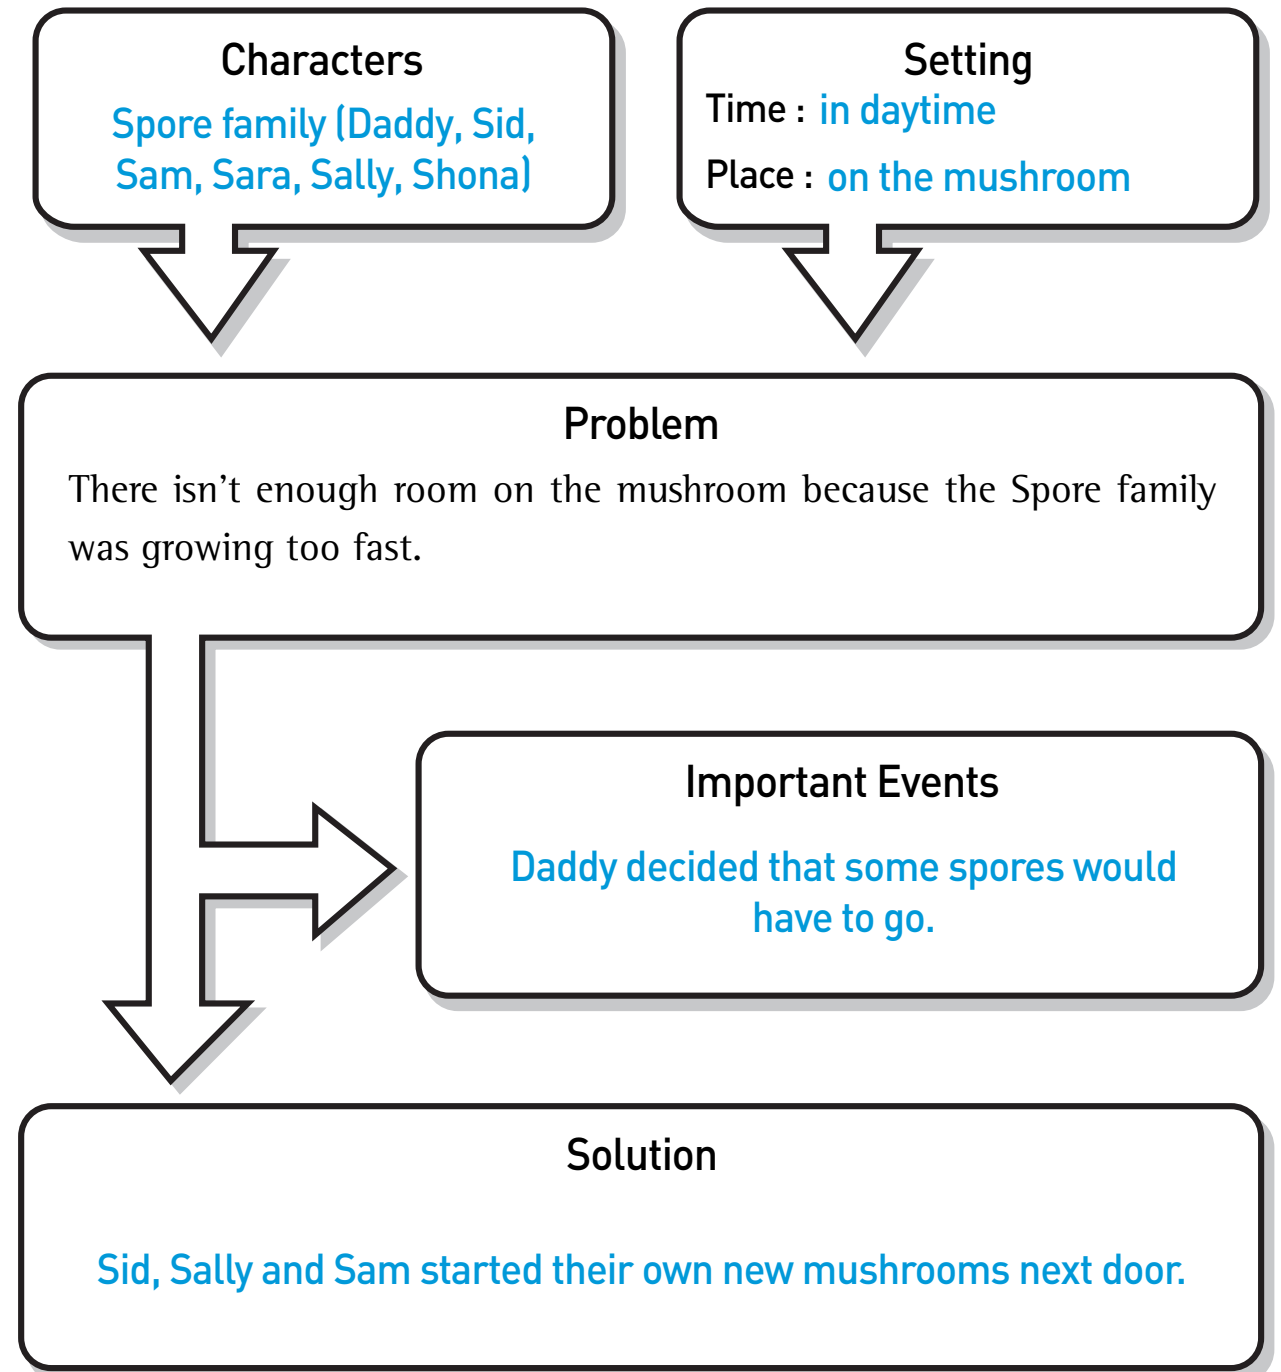 Characters
Spore family (Daddy, Sid,
Sam, Sara, Sally, Shona)
Setting
Time : in daytime
Place : on the mushroom
Problem
There isn’t enough room on the mushroom because the Spore family
was growing too fast.
Important Events
Daddy decided that some spores would
have to go.
Solution
Sid, Sally and Sam started their own new mushrooms next door.